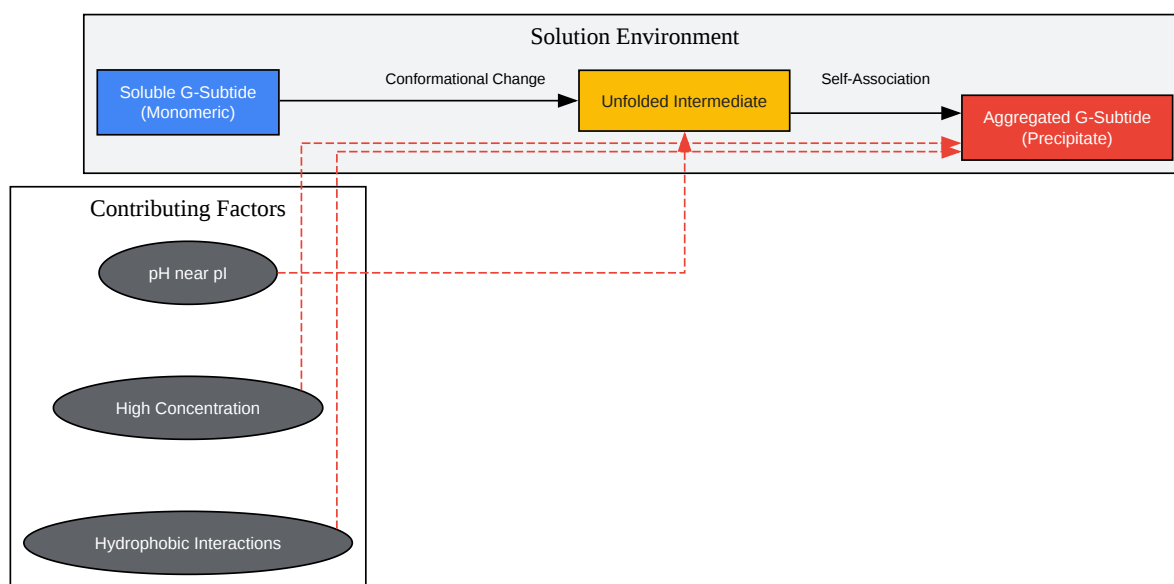 Solution Environment
Soluble G-Subtide
(Monomeric)
Conformational Change
Unfolded Intermediate
Self-Association
Aggregated G-Subtide
(Precipitate)
Contributing Factors
pH near pI
High Concentration
Hydrophobic Interactions